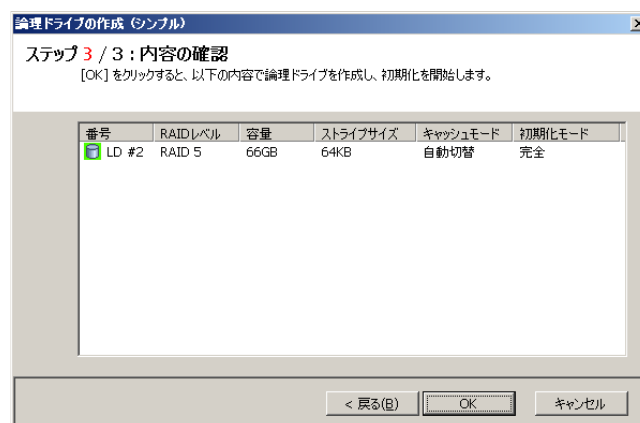 論理ドライブの作成 (シンプル)
ステップ 3 / 3 : 内容の確認
[OK] をクリックすると、以下の内容で論理ドライブを作成し、初期化を開始します。
番号 RAIDレベル 容量 ストライプサイズ キャッシュモード 初期化モード
LD #2 RAID 5 66GB 64KB 自動切替 完全
< 戻る(B) OK キャンセル